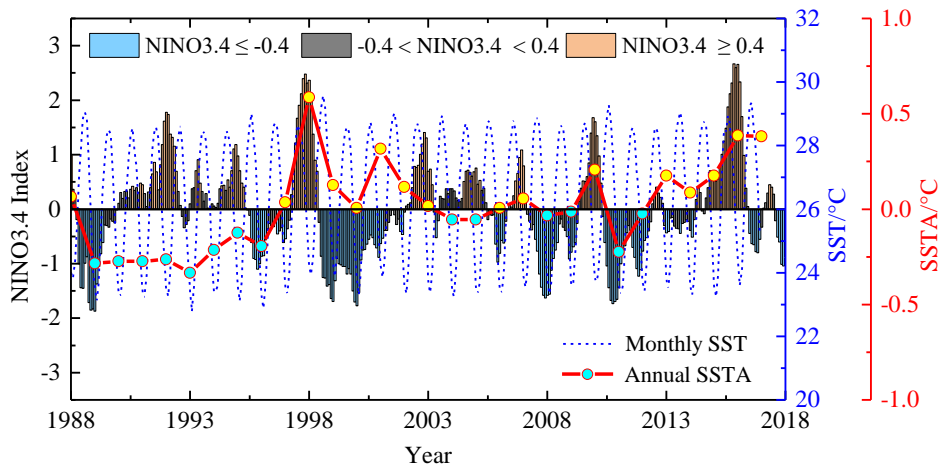 NINO3.4 ≤ -0.4
-0.4 < NINO3.4 < 0.4
NINO3.4 ≥ 0.4
NINO3.4 Index
3
2
1
0
-1
-2
-3
32
30
28
26
24
22
20
SST/°C
1.0
0.5
0.0
-0.5
-1.0
SSTA/°C
Monthly SST
Annual SSTA
1988 1993 1998 2003 2008 2013 2018
Year